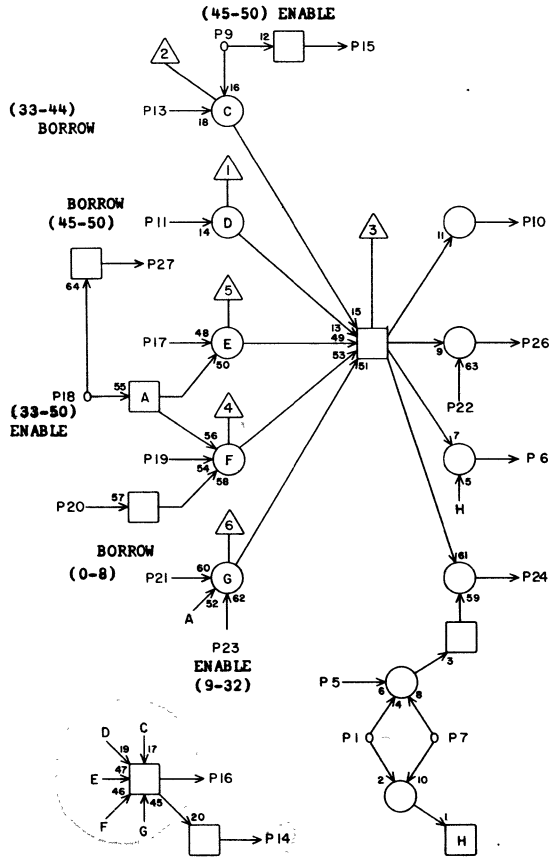 (45-50) ENABLE
P9
12
P15
2
16
(33-44)
BORROW
P13
18
C
BORROW
(45-50)
1
P11
14
D
3
11
P10
64
P27
5
15
13
P17
48
E
50
49
53
51
9
63
P26
P18
55
A
(33-50)
ENABLE
P22
4
56
P19
54
F
58
7
5
P6
P20
57
H
6
BORROW
(0-8)
P21
60
G
61
59
P24
A
52
62
P23
ENABLE
(9-32)
3
P5
6
4
8
D
C
P1
P7
19
17
E
47
46
45
P16
2
10
F
G
20
P14
1
H